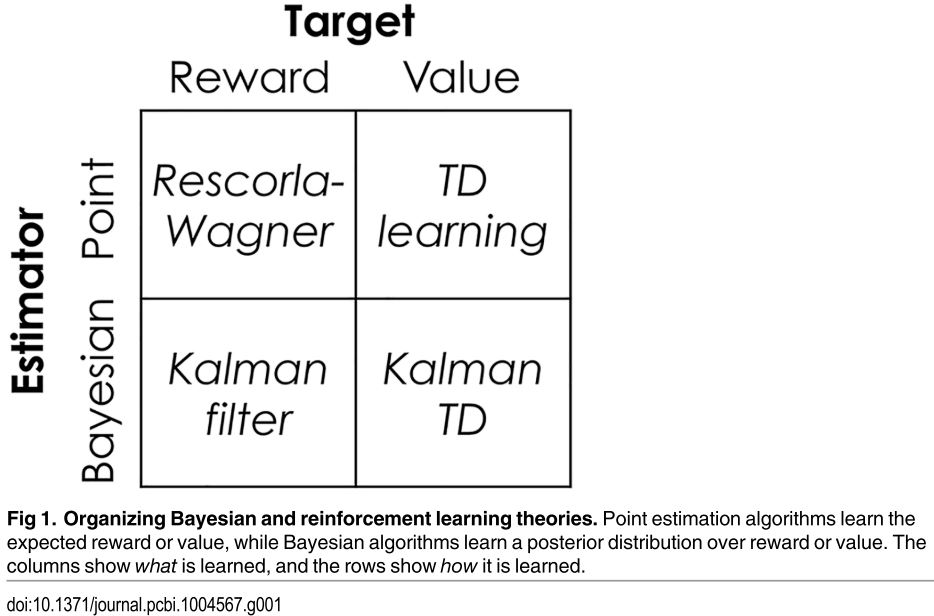 Target
Reward Value
Estimator
Point
Rescorla-
Wagner
TD
learning
Bayesian
Kalman
filter
Kalman
TD
Fig 1. Organizing Bayesian and reinforcement learning theories. Point estimation algorithms learn the
expected reward or value, while Bayesian algorithms learn a posterior distribution over reward or value. The
columns show what is learned, and the rows show how it is learned.
doi:10.1371/journal.pcbi.1004567.g001